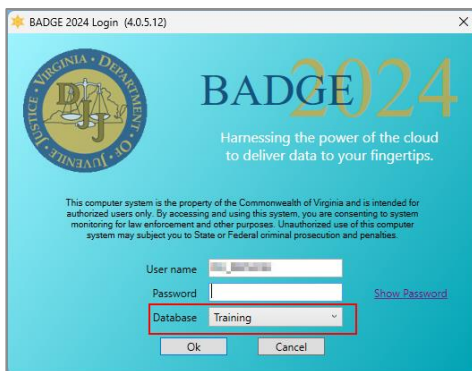 BADGE 2024 Login (4.0.5.12)
VIRGINIA • DEPARTMENT • OF • JUVENILE • JUSTICE •
DJJ
BADGE 2024
Harnessing the power of the cloud
to deliver data to your fingertips.
This computer system is the property of the Commonwealth of Virginia and is intended for
authorized users only. By accessing and using this system, you are consenting to system
monitoring for law enforcement and other purposes. Unauthorized use of this computer
system may subject you to State or Federal criminal prosecution and penalties.
User name
Password
Show Password
Database Training
Ok Cancel